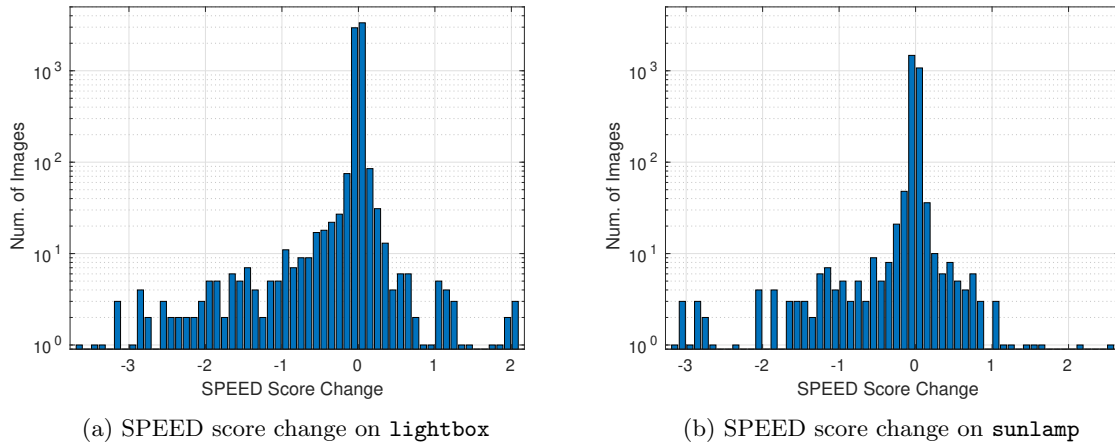 10^3
10^2
10^1
10^0
Num. of Images
-3 -2 -1 0 1 2
SPEED Score Change
(a) SPEED score change on lightbox
10^3
10^2
10^1
10^0
Num. of Images
-3 -2 -1 0 1 2
SPEED Score Change
(b) SPEED score change on sunlamp